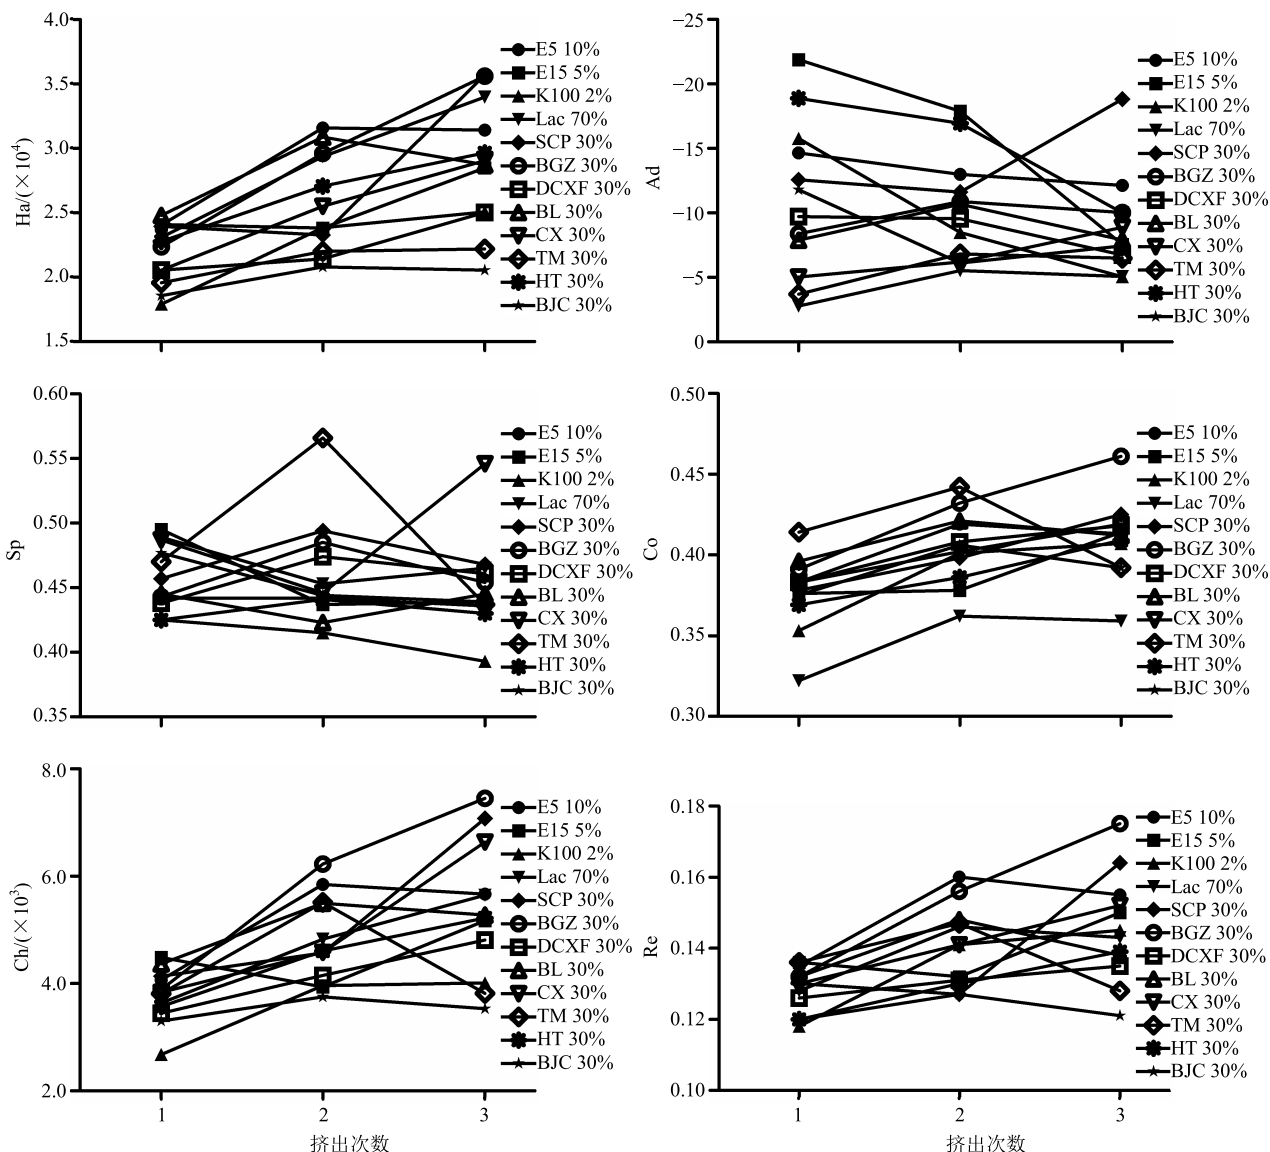 4.0
3.5
3.0
2.5
2.0
1.5
Ha/(×10⁴)
E5 10%
E15 5%
K100 2%
Lac 70%
SCP 30%
BGZ 30%
DCXF 30%
BL 30%
CX 30%
TM 30%
HT 30%
BJC 30%
−25
−20
−15
−10
−5
0
Ad
E5 10%
E15 5%
K100 2%
Lac 70%
SCP 30%
BGZ 30%
DCXF 30%
BL 30%
CX 30%
TM 30%
HT 30%
BJC 30%
0.60
0.55
0.50
0.45
0.40
0.35
Sp
E5 10%
E15 5%
K100 2%
Lac 70%
SCP 30%
BGZ 30%
DCXF 30%
BL 30%
CX 30%
TM 30%
HT 30%
BJC 30%
0.50
0.45
0.40
0.35
0.30
Co
E5 10%
E15 5%
K100 2%
Lac 70%
SCP 30%
BGZ 30%
DCXF 30%
BL 30%
CX 30%
TM 30%
HT 30%
BJC 30%
8.0
6.0
4.0
2.0
Ch/(×10³)
E5 10%
E15 5%
K100 2%
Lac 70%
SCP 30%
BGZ 30%
DCXF 30%
BL 30%
CX 30%
TM 30%
HT 30%
BJC 30%
1 2 3
挤出次数
0.18
0.16
0.14
0.12
0.10
Re
E5 10%
E15 5%
K100 2%
Lac 70%
SCP 30%
BGZ 30%
DCXF 30%
BL 30%
CX 30%
TM 30%
HT 30%
BJC 30%
1 2 3
挤出次数